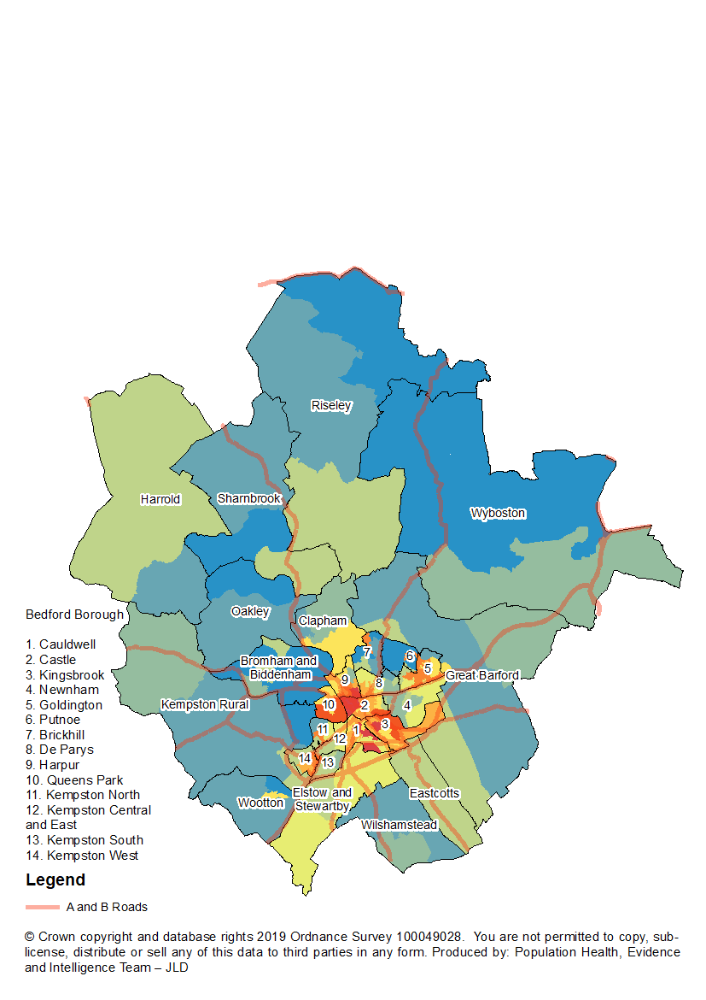 Riseley
Harrold
Sharnbrook
Wyboston
Oakley
Clapham
Bromham and
Biddenham
Great Barford
Kempston Rural
Wootton
Elstow and
Stewartby
Eastcotts
Wilshamstead
7
6
5
9
8
10
2
4
11
1
3
12
14
13
Bedford Borough
1. Cauldwell
2. Castle
3. Kingsbrook
4. Newnham
5. Goldington
6. Putnoe
7. Brickhill
8. De Parys
9. Harpur
10. Queens Park
11. Kempston North
12. Kempston Central
and East
13. Kempston South
14. Kempston West
Legend
A and B Roads
© Crown copyright and database rights 2019 Ordnance Survey 100049028. You are not permitted to copy, sub-
license, distribute or sell any of this data to third parties in any form. Produced by: Population Health, Evidence
and Intelligence Team – JLD